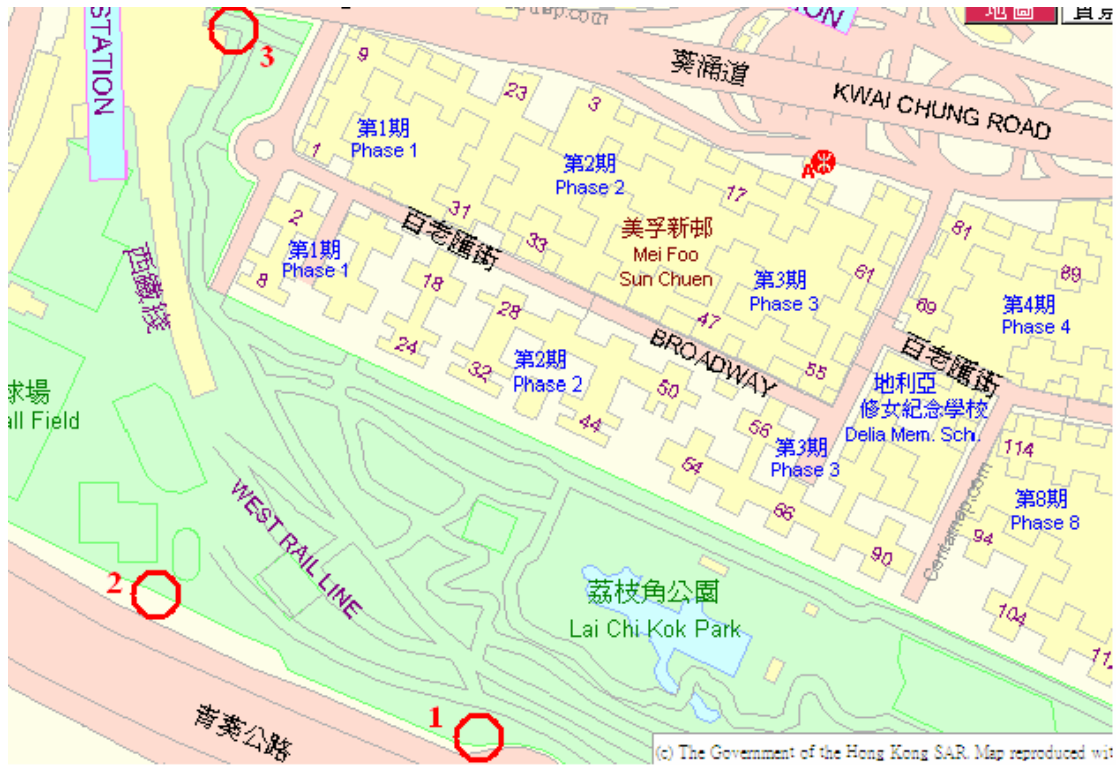 地圖
STATION
3
葵涌道
KWAI CHUNG ROAD
9
23
3
第1期
Phase 1
第2期
Phase 2
17
A
1
31
33
百老匯街
美孚新邨
Mei Foo
Sun Chuen
61
81
89
69
第4期
Phase 4
2
第1期
Phase 1
8
18
28
24
32
第2期
Phase 2
44
第3期
Phase 3
47
55
BROADWAY
百老匯街
50
56
64
第3期
Phase 3
66
90
地利亞
修女紀念學校
Delia Mem. Sch.
114
第8期
Phase 8
94
104
Centamap.com
西鐵綫
球場
all Field
WEST RAIL LINE
2
荔枝角公園
Lai Chi Kok Park
1
青葵公路
(c) The Government of the Hong Kong SAR. Map reproduced wit